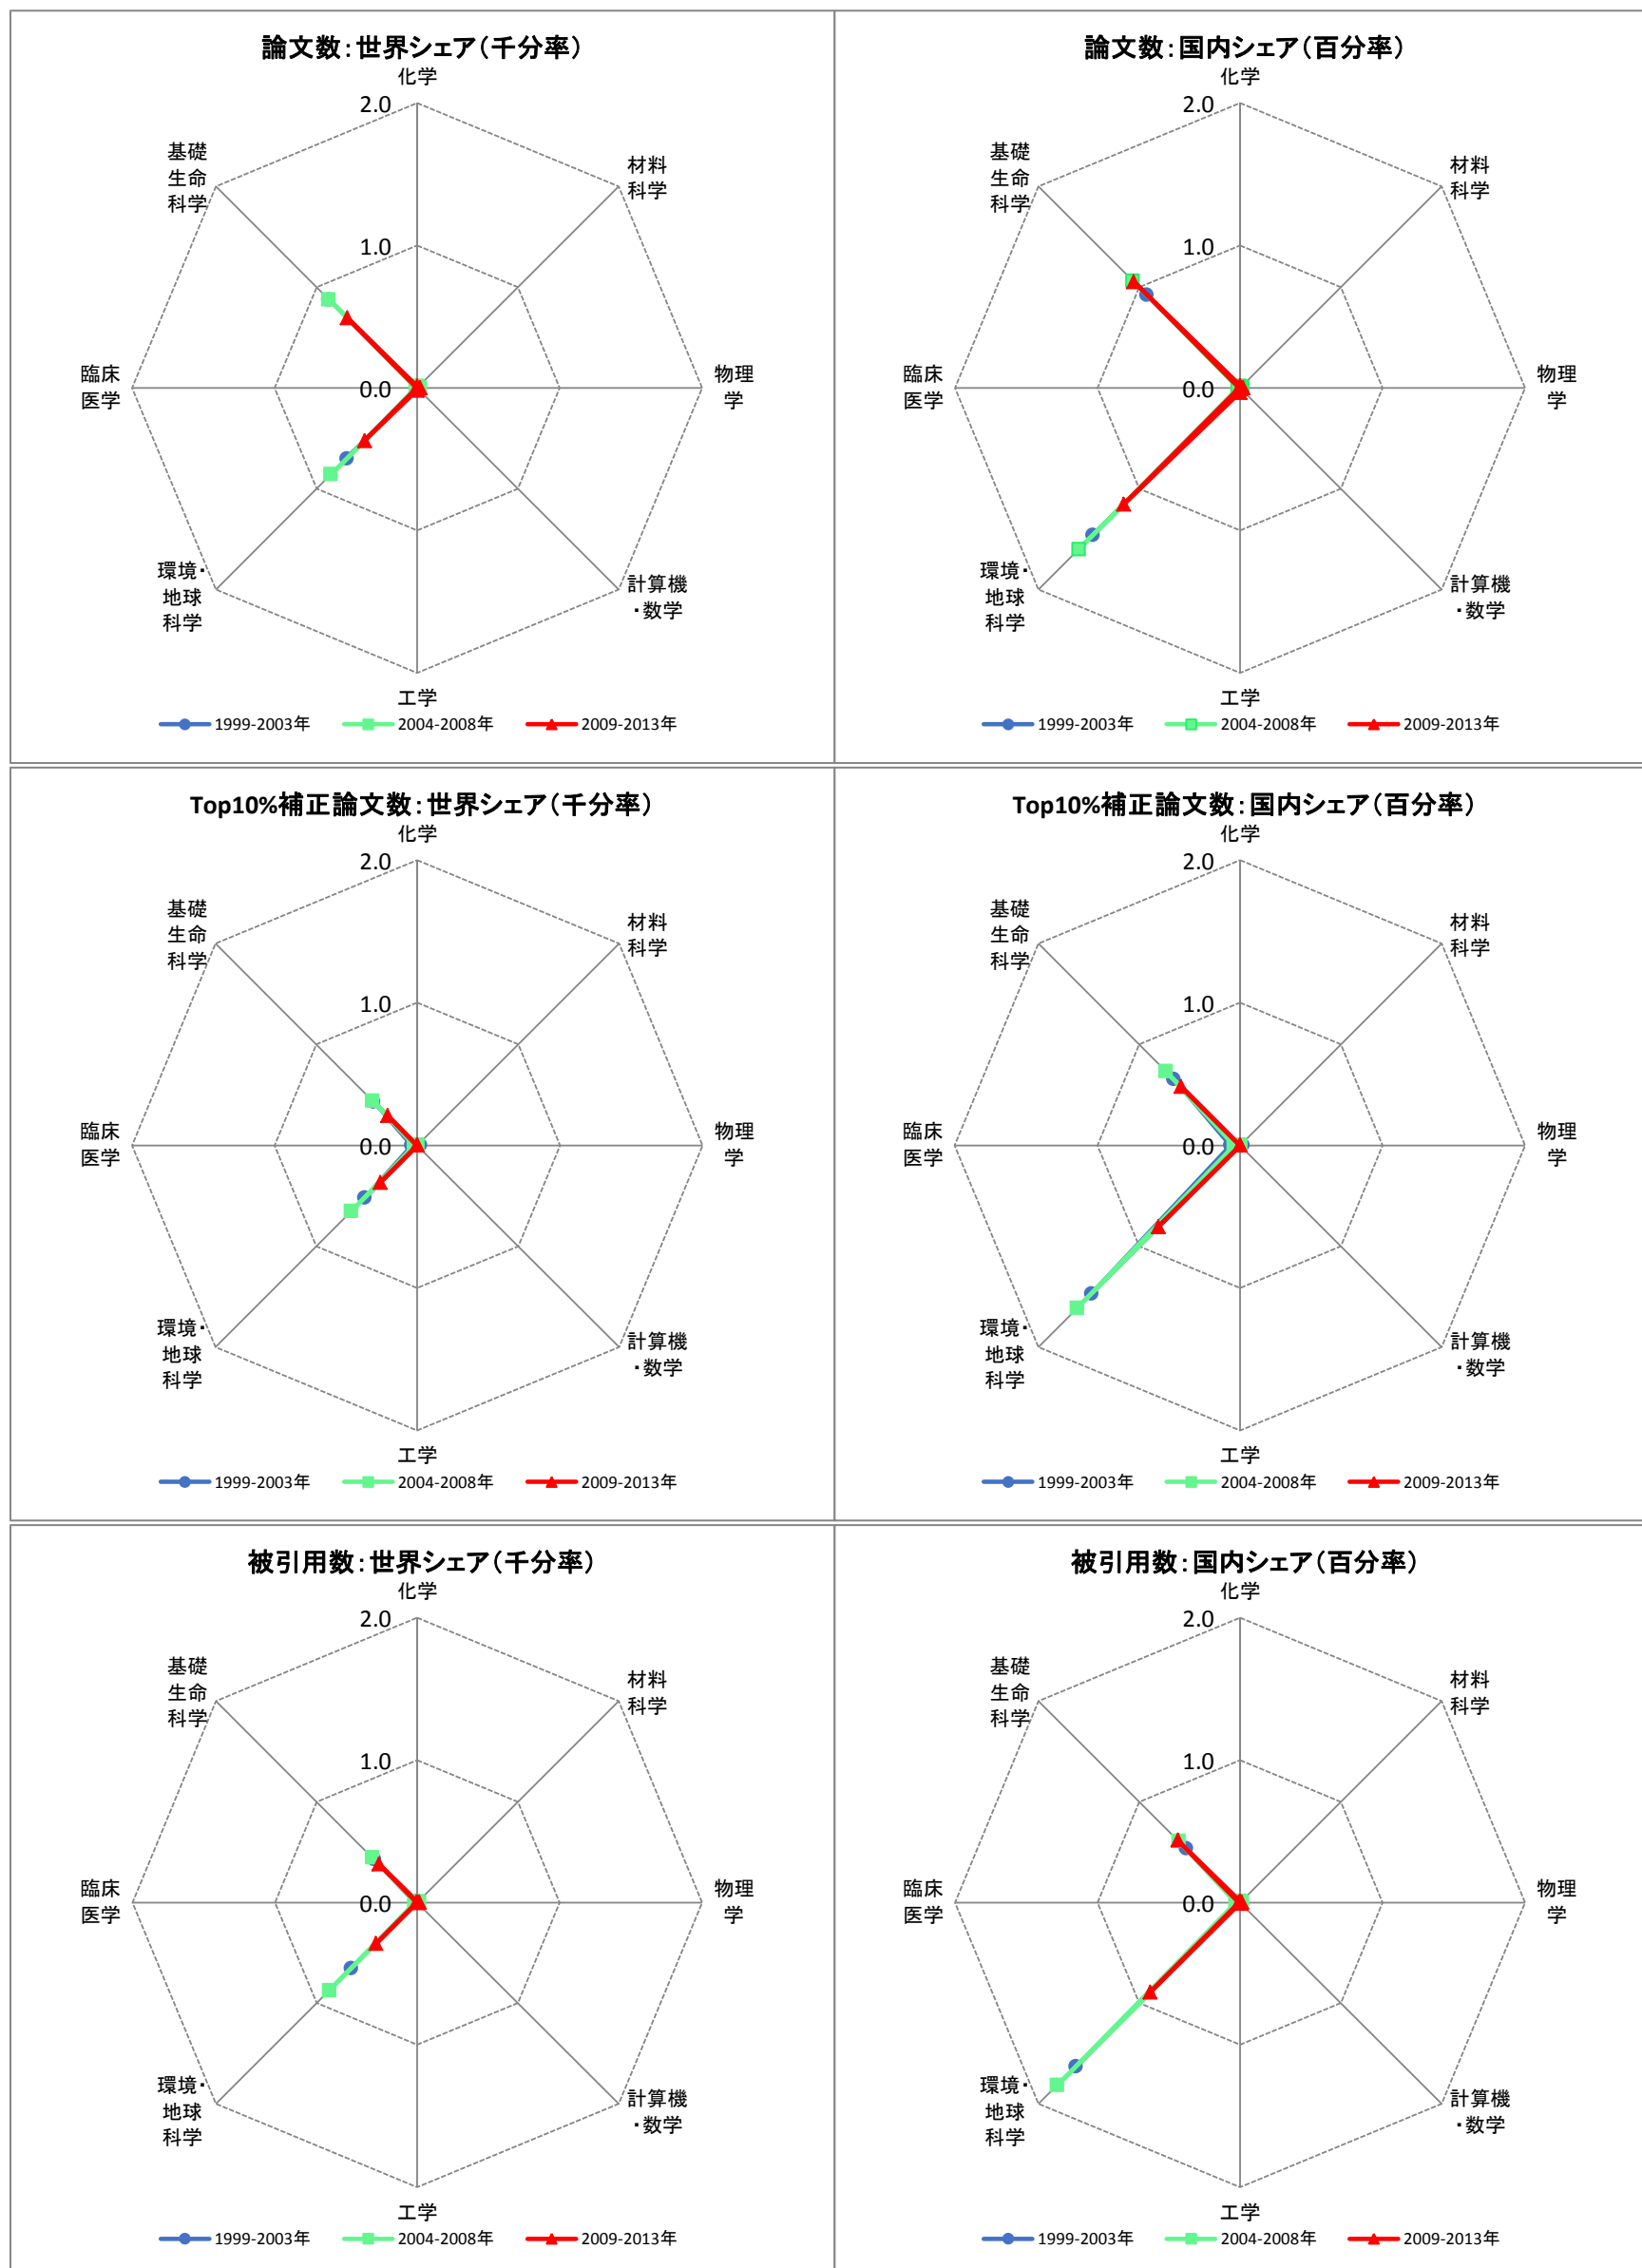 論文数：世界シェア（千分率）
化学
2.0
基礎
生命
科学
材料
科学
1.0
臨床
医学
0.0
物理
学
環境・
地球
科学
計算機
・数学
工学
1999-2003年 2004-2008年 2009-2013年
論文数：国内シェア（百分率）
化学
2.0
基礎
生命
科学
材料
科学
1.0
臨床
医学
0.0
物理
学
環境・
地球
科学
計算機
・数学
工学
1999-2003年 2004-2008年 2009-2013年
Top10%補正論文数：世界シェア（千分率）
化学
2.0
基礎
生命
科学
材料
科学
1.0
臨床
医学
0.0
物理
学
環境・
地球
科学
計算機
・数学
工学
1999-2003年 2004-2008年 2009-2013年
Top10%補正論文数：国内シェア（百分率）
化学
2.0
基礎
生命
科学
材料
科学
1.0
臨床
医学
0.0
物理
学
環境・
地球
科学
計算機
・数学
工学
1999-2003年 2004-2008年 2009-2013年
被引用数：世界シェア（千分率）
化学
2.0
基礎
生命
科学
材料
科学
1.0
臨床
医学
0.0
物理
学
環境・
地球
科学
計算機
・数学
工学
1999-2003年 2004-2008年 2009-2013年
被引用数：国内シェア（百分率）
化学
2.0
基礎
生命
科学
材料
科学
1.0
臨床
医学
0.0
物理
学
環境・
地球
科学
計算機
・数学
工学
1999-2003年 2004-2008年 2009-2013年